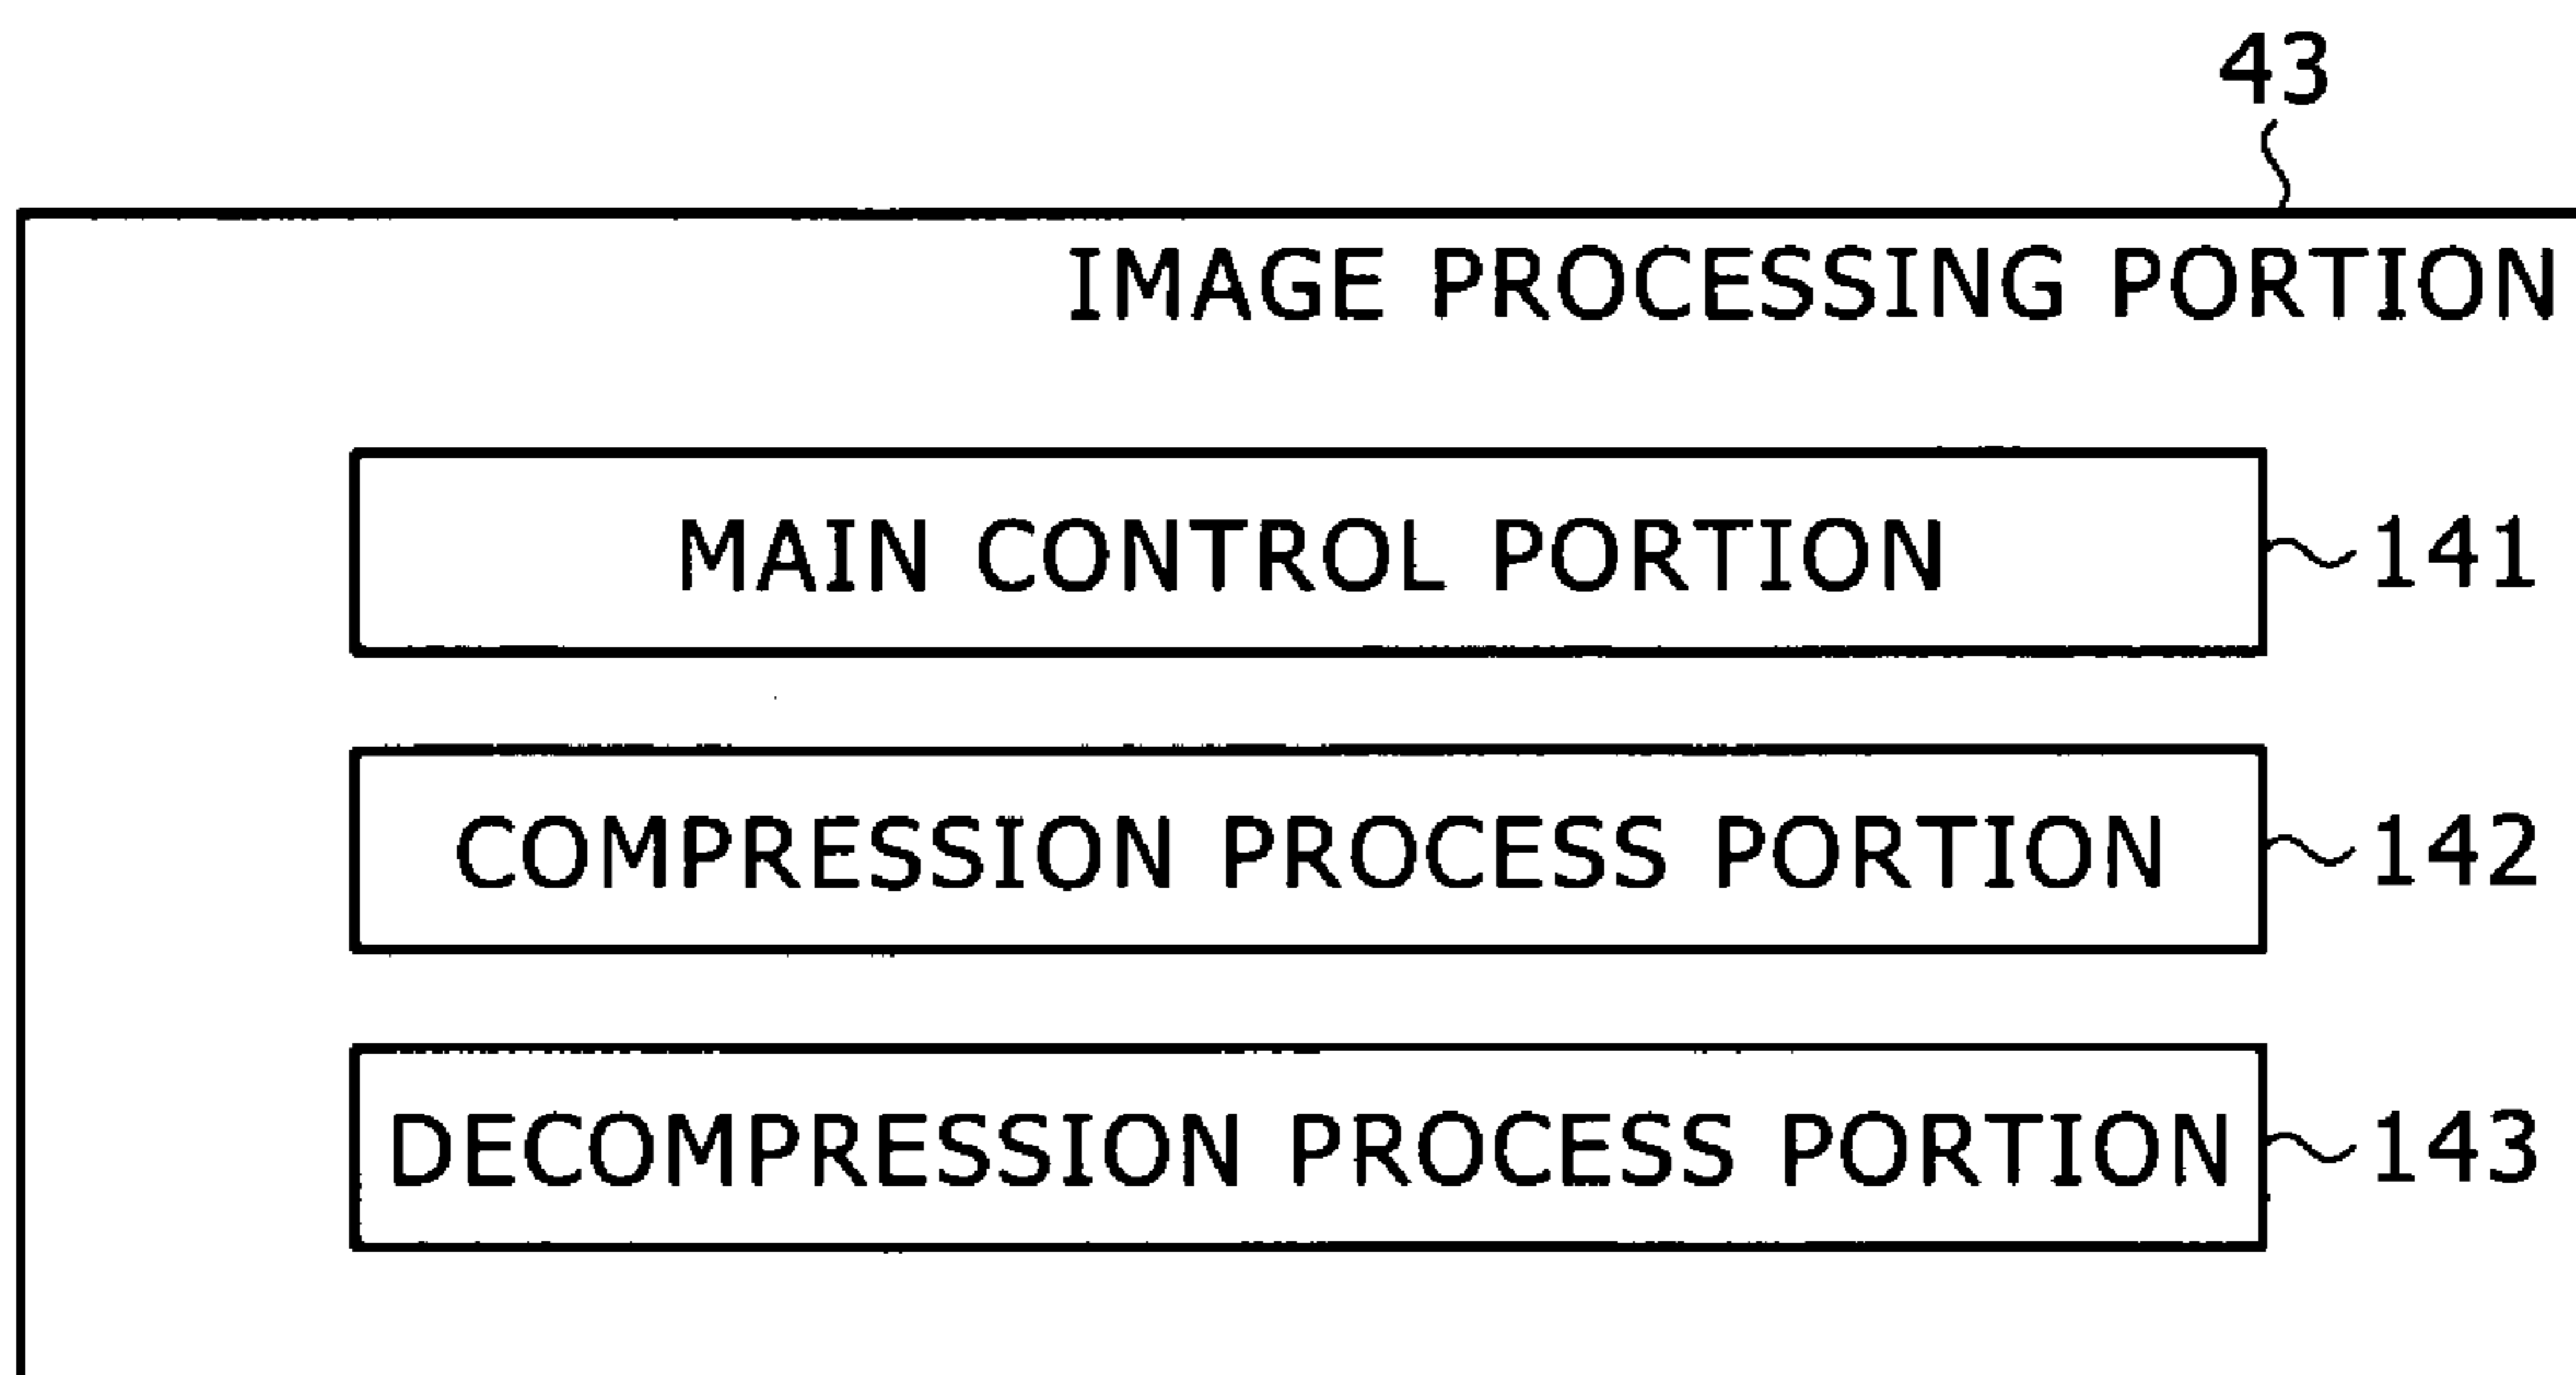 43
IMAGE PROCESSING PORTION
MAIN CONTROL PORTION 141
COMPRESSION PROCESS PORTION 142
DECOMPRESSION PROCESS PORTION 143